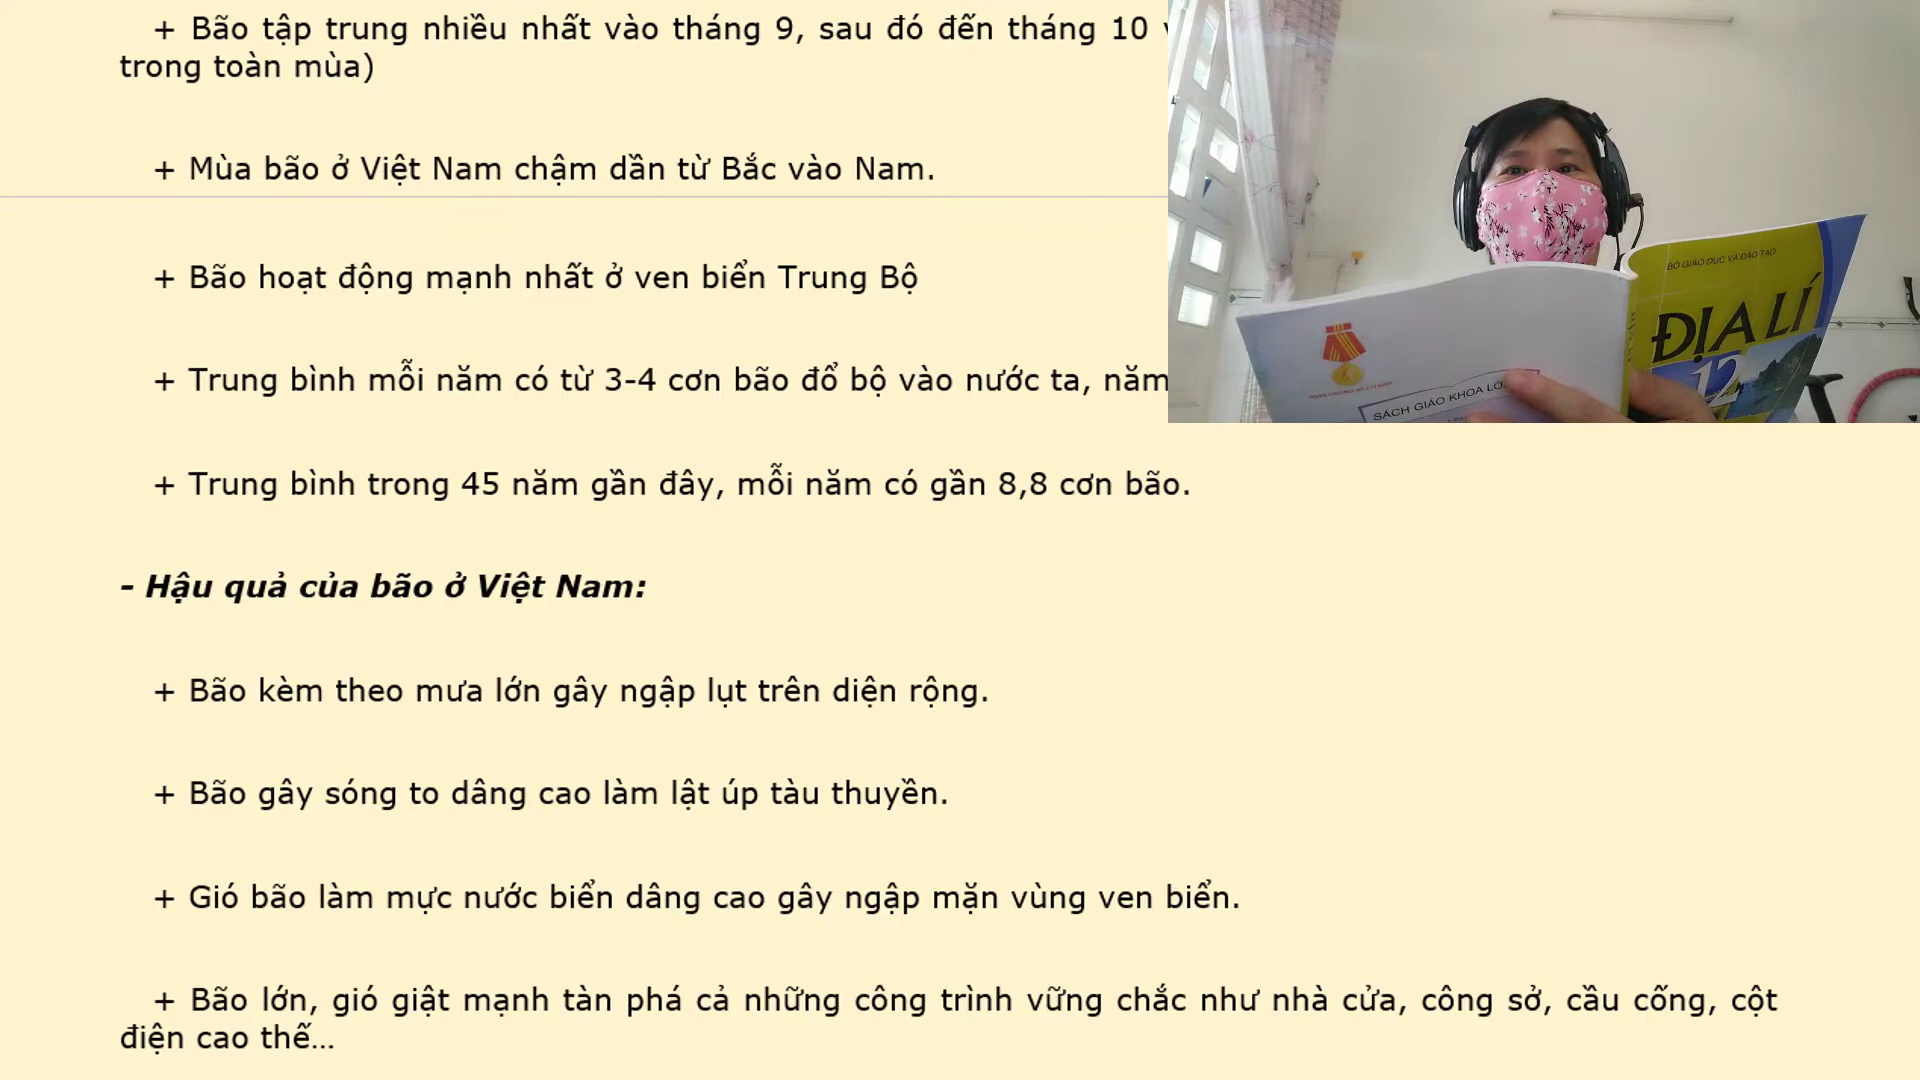 + Bão tập trung nhiều nhất vào tháng 9, sau đó đến tháng 10
trong toàn mùa)
+ Mùa bão ở Việt Nam chậm dần từ Bắc vào Nam.
+ Bão hoạt động mạnh nhất ở ven biển Trung Bộ
+ Trung bình mỗi năm có từ 3-4 cơn bão đổ bộ vào nước ta, năm
+ Trung bình trong 45 năm gần đây, mỗi năm có gần 8,8 cơn bão.
- Hậu quả của bão ở Việt Nam:
+ Bão kèm theo mưa lớn gây ngập lụt trên diện rộng.
+ Bão gây sóng to dâng cao làm lật úp tàu thuyền.
+ Gió bão làm mực nước biển dâng cao gây ngập mặn vùng ven biển.
+ Bão lớn, gió giật mạnh tàn phá cả những công trình vững chắc như nhà cửa, công sở, cầu cống, cột
điện cao thế...
BỘ GIÁO DỤC VÀ ĐÀO TẠO
ĐỊA LÍ
12
HUÂN CHƯƠNG HỒ CHÍ MINH
SÁCH GIÁO KHOA